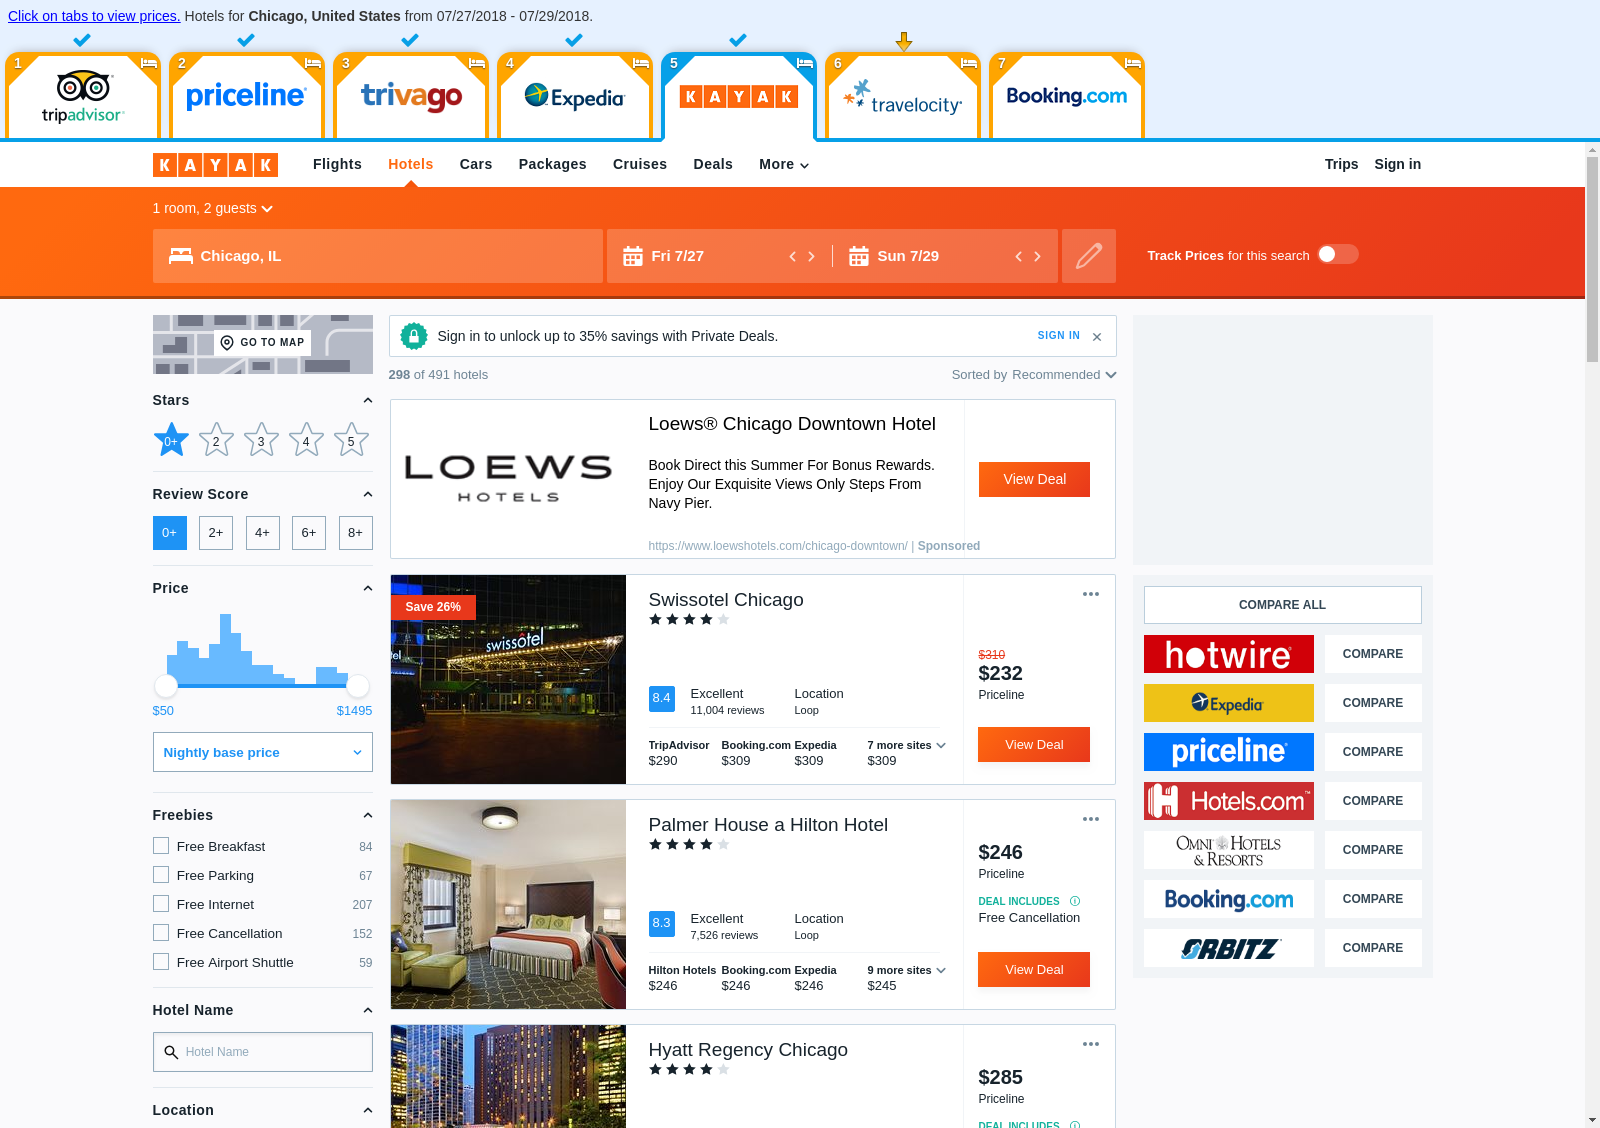 Click on tabs to view prices. Hotels for Chicago, United States from 07/27/2018 - 07/29/2018.
1 2 3 4 5 6 7
tripadvisor priceline trivago Expedia KAYAK travelocity Booking.com
KAYAK Flights Hotels Cars Packages Cruises Deals More Trips Sign in
1 room, 2 guests
Chicago, IL Fri 7/27 Sun 7/29 Track Prices for this search
GO TO MAP
Stars
0+ 2 3 4 5
Review Score
0+ 2+ 4+ 6+ 8+
Price
$50 $1495
Nightly base price
Freebies
Free Breakfast 84
Free Parking 67
Free Internet 207
Free Cancellation 152
Free Airport Shuttle 59
Hotel Name
Hotel Name
Location
Sign in to unlock up to 35% savings with Private Deals. SIGN IN
298 of 491 hotels Sorted by Recommended
LOEWS
HOTELS
Loews® Chicago Downtown Hotel
Book Direct this Summer For Bonus Rewards.
Enjoy Our Exquisite Views Only Steps From
Navy Pier.
https://www.loewshotels.com/chicago-downtown/ | Sponsored
View Deal
Save 26%
swissôtel
Swissotel Chicago
8.4 Excellent Location
11,004 reviews Loop
TripAdvisor Booking.com Expedia 7 more sites
$290 $309 $309 $309
$310
$232
Priceline
View Deal
Palmer House a Hilton Hotel
8.3 Excellent Location
7,526 reviews Loop
Hilton Hotels Booking.com Expedia 9 more sites
$246 $246 $246 $245
$246
Priceline
DEAL INCLUDES
Free Cancellation
View Deal
Hyatt Regency Chicago
$285
Priceline
DEAL INCLUDES
COMPARE ALL
hotwire COMPARE
Expedia COMPARE
priceline COMPARE
Hotels.com COMPARE
OMNI HOTELS
& RESORTS COMPARE
Booking.com COMPARE
ORBITZ COMPARE